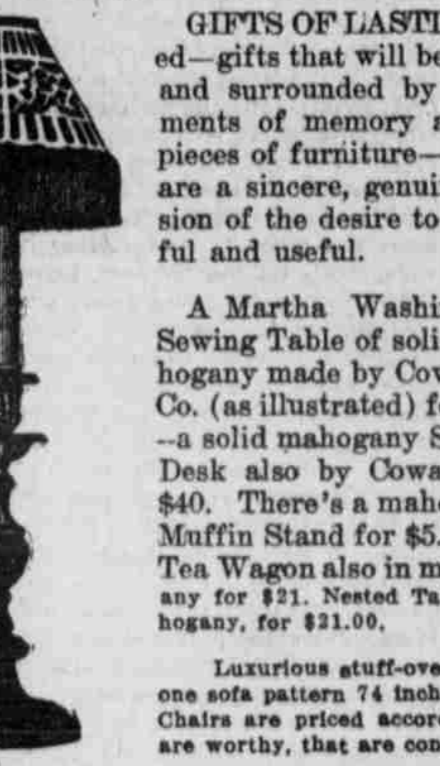 GIFTS OF LASTI
ed—gifts that will be
and surrounded by
ments of memory a
pieces of furniture—
are a sincere, genui
sion of the desire to
ful and useful.
A Martha Washi
Sewing Table of soli
hogany made by Cow
Co. (as illustrated) f
--a solid mahogany S
Desk also by Cowa
$40. There's a maho
Muffin Stand for $5.
Tea Wagon also in m
any for $21. Nested Ta
hogany, for $21.00.
Luxurious stuff-ove
one sofa pattern 74 inch
Chairs are priced accor
are worthy, that are con